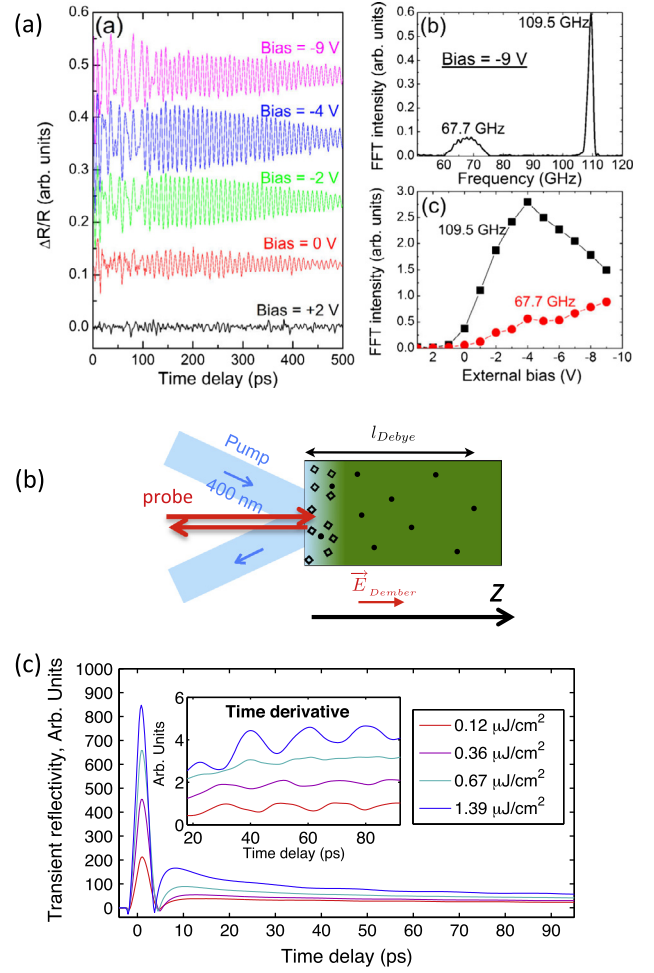 (a)
(a)
ΔR/R (arb. units)
0.6
0.5
0.4
0.3
0.2
0.1
0.0
Bias = -9 V
Bias = -4 V
Bias = -2 V
Bias = 0 V
Bias = +2 V
0 100 200 300 400 500
Time delay (ps)
(b)
FFT intensity (arb. units)
0.6
0.5
0.4
0.3
0.2
0.1
0.0
109.5 GHz
Bias = -9 V
67.7 GHz
50 60 70 80 90 100 110 120
Frequency (GHz)
(c)
FFT intensity (arb. units)
3.0
2.5
2.0
1.5
1.0
0.5
0.0
109.5 GHz
67.7 GHz
2 0 -2 -4 -6 -8 -10
External bias (V)
(b)
Pump
400 nm
probe
l_Debye
E Dember
Z
(c)
Transient reflectivity, Arb. Units
1000
900
800
700
600
500
400
300
200
100
0
Time derivative
Arb. Units
6
4
2
0
20 40 60 80
Time delay (ps)
0.12 μJ/cm²
0.36 μJ/cm²
0.67 μJ/cm²
1.39 μJ/cm²
0 10 20 30 40 50 60 70 80 90
Time delay (ps)